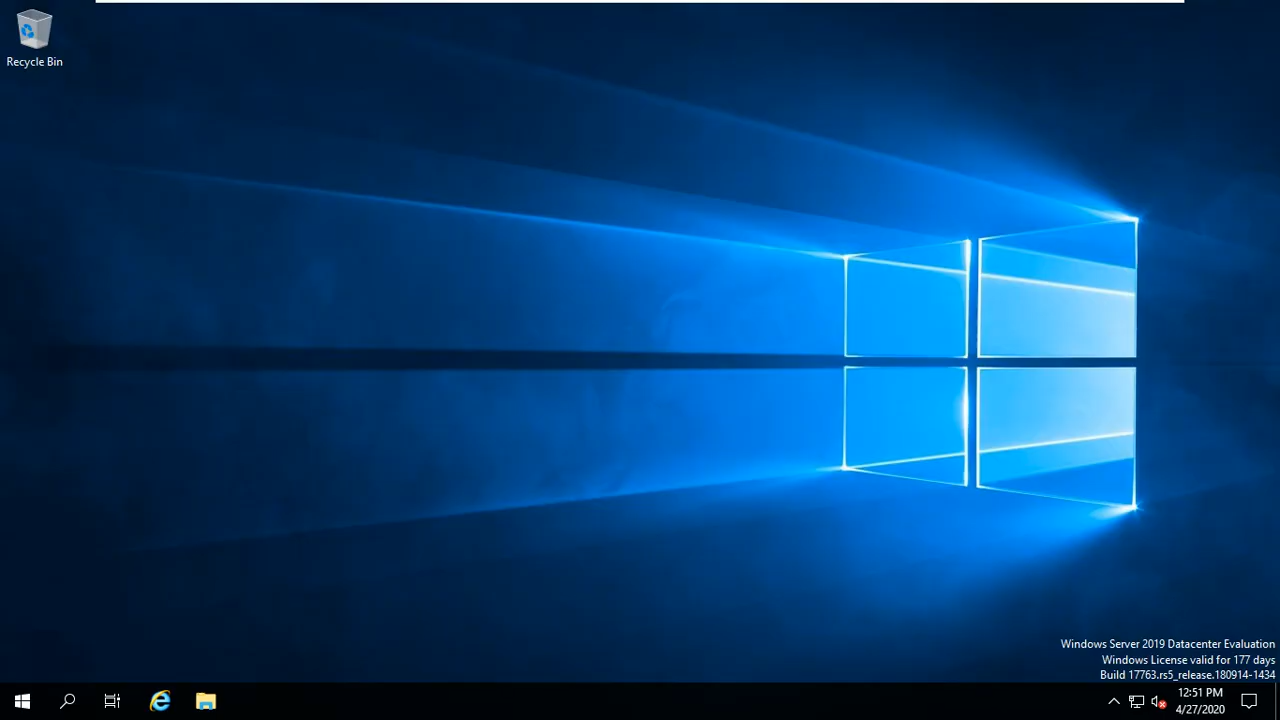 Recycle Bin
Windows Server 2019 Datacenter Evaluation
Windows License valid for 177 days
Build 17763.rs5_release.180914-1434
12:51 PM
4/27/2020